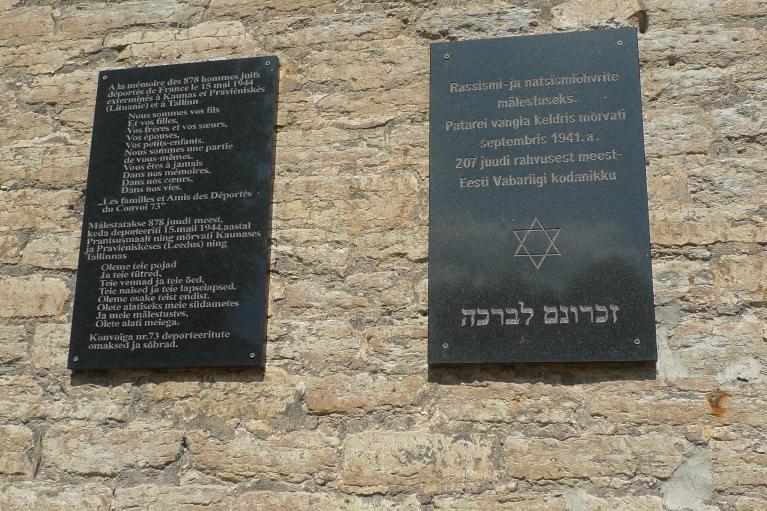 A la mémoire des 878 hommes juifs
déportés de France le 15 mai 1944
exterminés à Kaunas et Pravieniskés
(Lituanie) et à Tallinn
Nous sommes vos fils
Et vos filles,
Vos frères et vos sœurs,
Vos épouses,
Vos petits-enfants.
Nous sommes une partie
de vous-mêmes,
Vous êtes à jamais
Dans nos mémoires,
Dans nos cœurs,
Dans nos vies.
„Les familles et Amis des Déportés
du Convoi 73”
Mälestatakse 878 juudi meest,
keda deporteeriti 15.mail 1944.aastal
Prantsusmaalt ning mõrvati Kaunases
ja Pravieniskéses (Leedus) ning
Tallinnas
Oleme teie pojad
Ja teie tütred,
Teie vennad ja teie õed,
Teie naised ja teie lapselapsed.
Oleme osake teist endist.
Olete alatiseks meie südametes
Ja meie mälestustes,
Olete alati meiega.
Konvoiga nr.73 deporteeritute
omaksed ja sõbrad.
Rassismi-ja natsismiohvrite
mälestuseks.
Patarei vangla keldris mõrvati
septembris 1941.a.
207 juudi rahvusest meest-
Eesti Vabariigi kodanikku
זכרונם לברכה